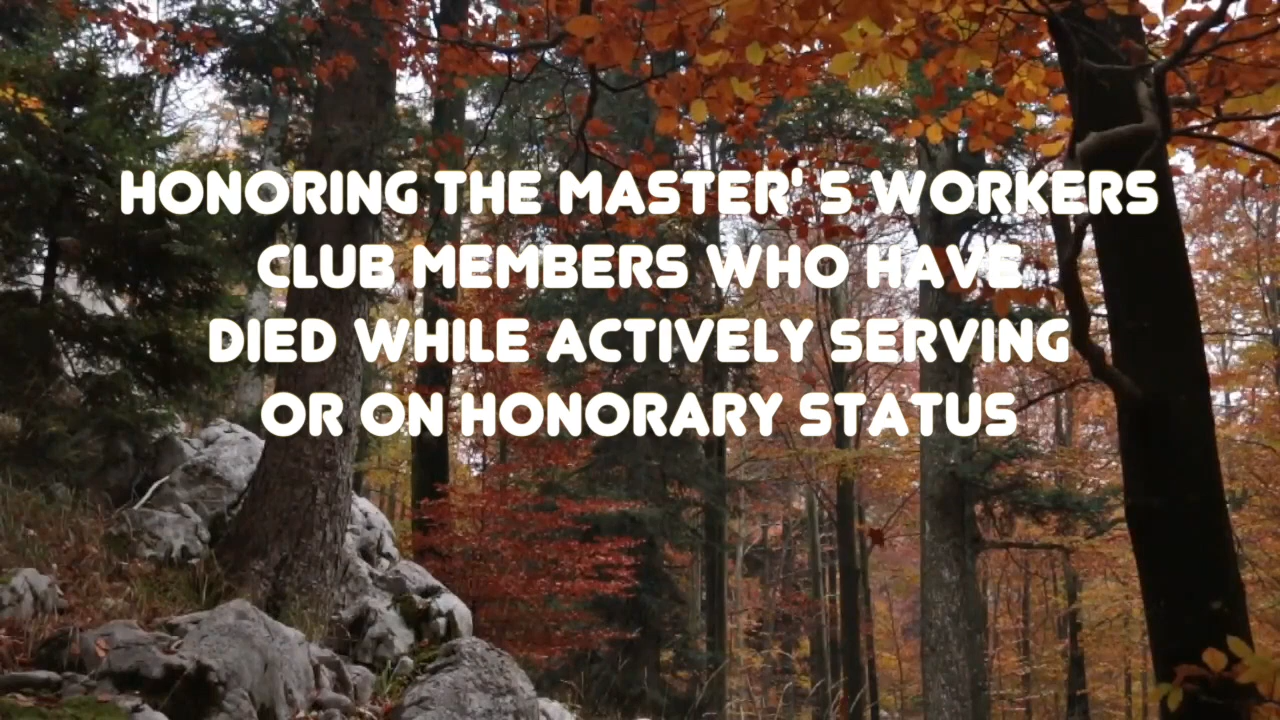 HONORING THE MASTER'S WORKERS
CLUB MEMBERS WHO HAVE
DIED WHILE ACTIVELY SERVING
OR ON HONORARY STATUS